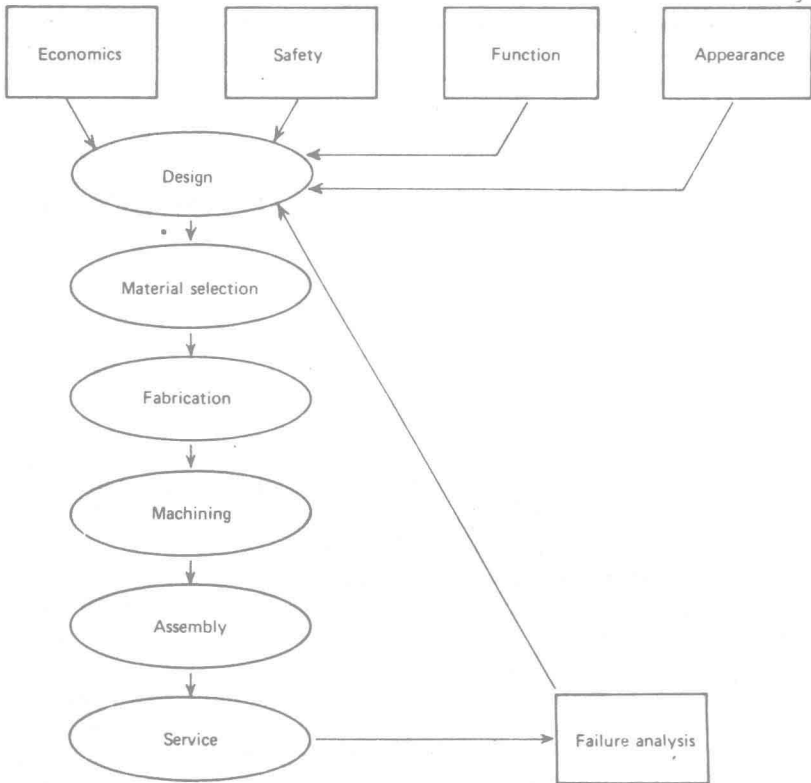 Economics
Safety
Function
Appearance
Design
Material selection
Fabrication
Machining
Assembly
Service
Failure analysis